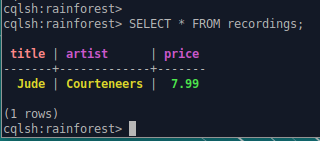 cqlsh:rainforest>
cqlsh:rainforest> SELECT * FROM recordings;
 title | artist      | price
-------+-------------+-------
  Jude | Courteeners |  7.99
(1 rows)
cqlsh:rainforest>